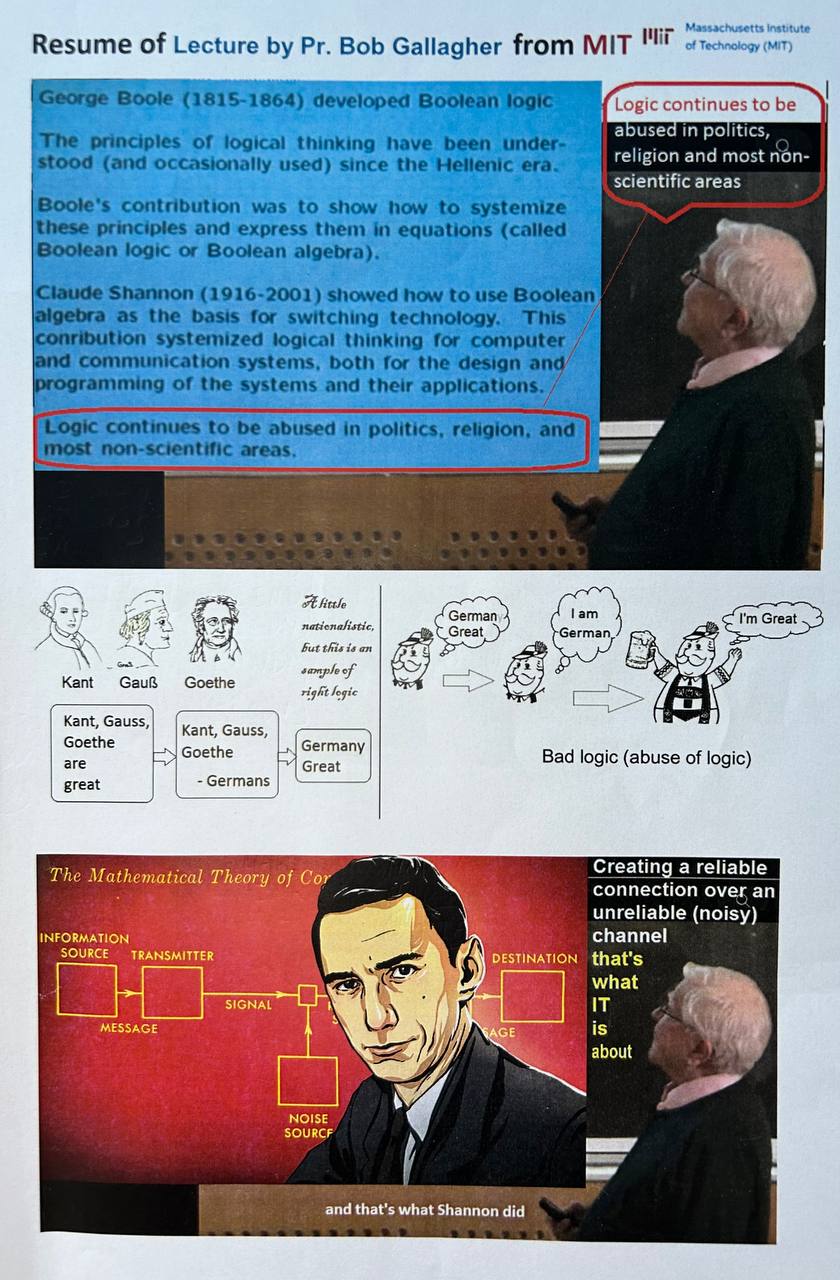 Resume of Lecture by Pr. Bob Gallagher from MIT
Massachusetts Institute
of Technology (MIT)
George Boole (1815-1864) developed Boolean logic
The principles of logical thinking have been under-
stood (and occasionally used) since the Hellenic era.
Boole's contribution was to show how to systemize
these principles and express them in equations (called
Boolean logic or Boolean algebra).
Claude Shannon (1916-2001) showed how to use Boolean
algebra as the basis for switching technology. This
conribution systemized logical thinking for computer
and communication systems, both for the design and
programming of the systems and their applications.
Logic continues to be abused in politics, religion, and
most non-scientific areas.
Logic continues to be
abused in politics,
religion and most non-
scientific areas
Kant
Gauß
Goethe
A little
nationalistic,
but this is an
sample of
right logic
Kant, Gauss,
Goethe
are
great
Kant, Gauss,
Goethe
- Germans
Germany
Great
German
Great
I am
German
I'm Great
Bad logic (abuse of logic)
The Mathematical Theory of Co
INFORMATION
SOURCE
TRANSMITTER
MESSAGE
SIGNAL
NOISE
SOURCE
DESTINATION
SAGE
Creating a reliable
connection over an
unreliable (noisy)
channel
that's
what
IT
is
about
and that's what Shannon did